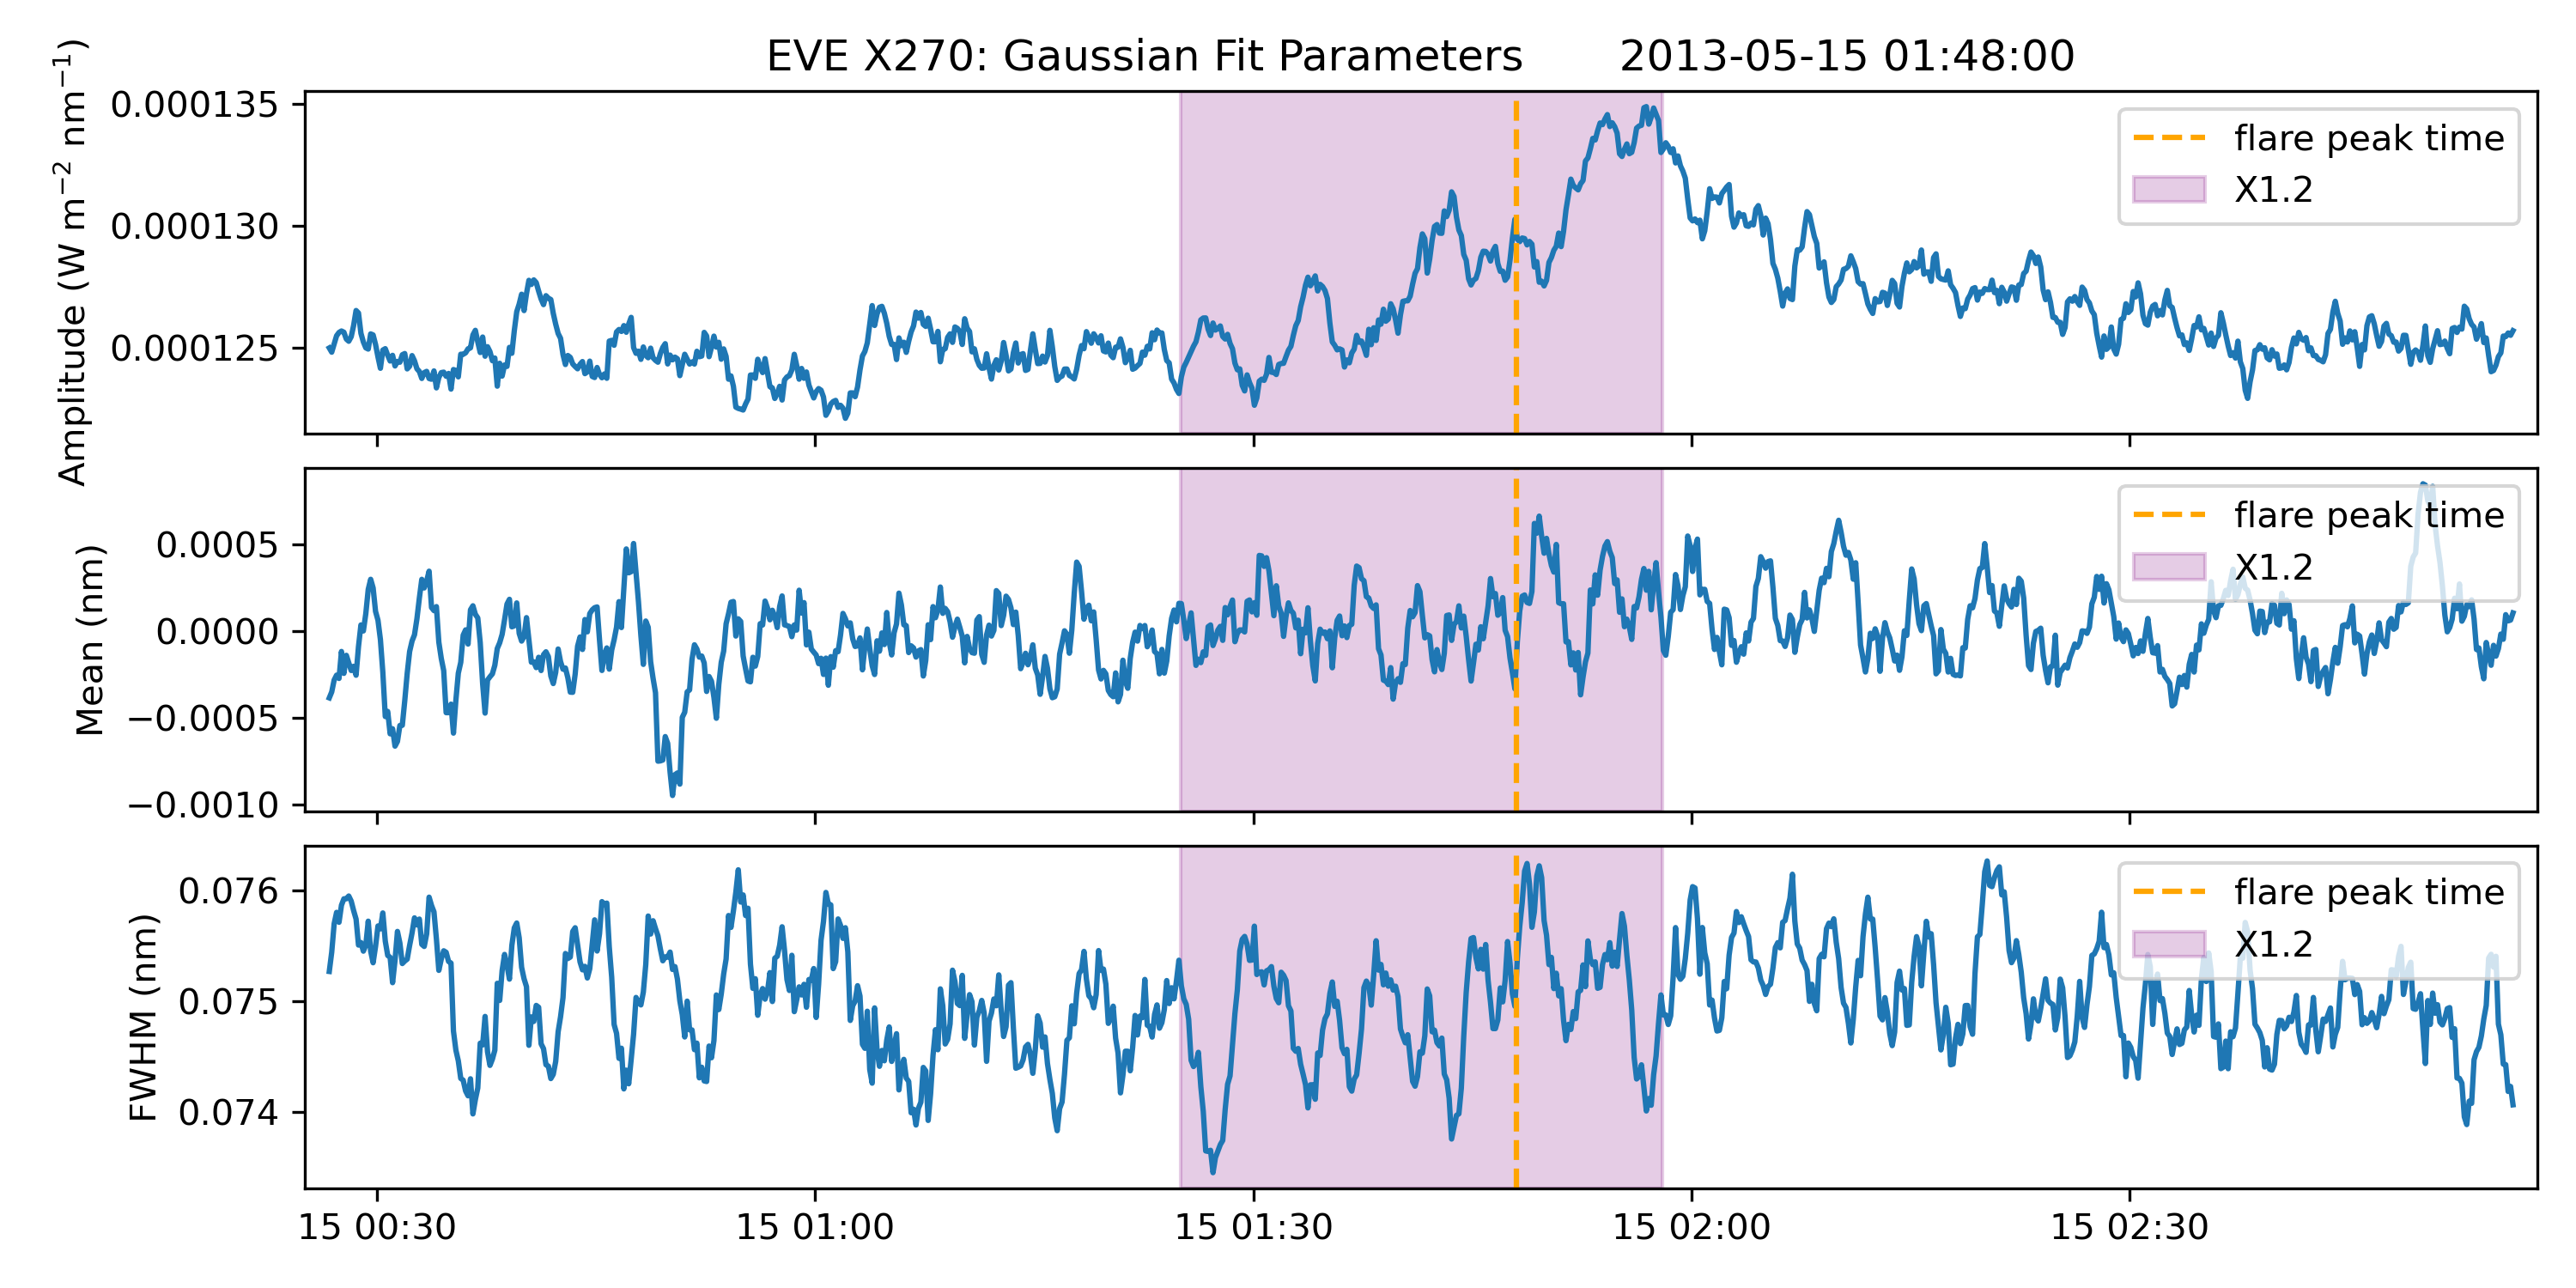 EVE X270: Gaussian Fit Parameters 2013-05-15 01:48:00
Amplitude (W m⁻² nm⁻¹)
0.000135
0.000130
0.000125
flare peak time
X1.2
Mean (nm)
0.0005
0.0000
−0.0005
−0.0010
flare peak time
X1.2
FWHM (nm)
0.076
0.075
0.074
flare peak time
X1.2
15 00:30 15 01:00 15 01:30 15 02:00 15 02:30